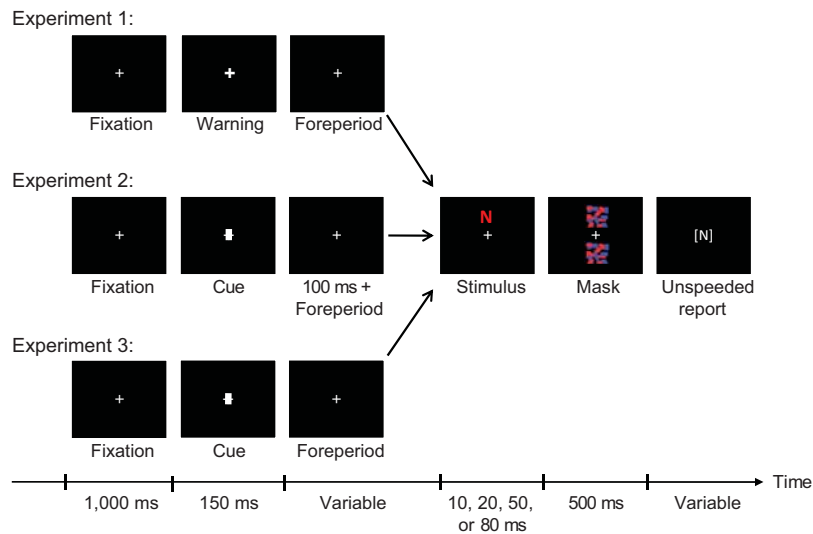 Experiment 1:
Fixation
Warning
Foreperiod
Experiment 2:
N
[N]
Fixation
Cue
100 ms +
Foreperiod
Stimulus
Mask
Unspeeded
report
Experiment 3:
Fixation
Cue
Foreperiod
Time
1,000 ms
150 ms
Variable
10, 20, 50,
or 80 ms
500 ms
Variable